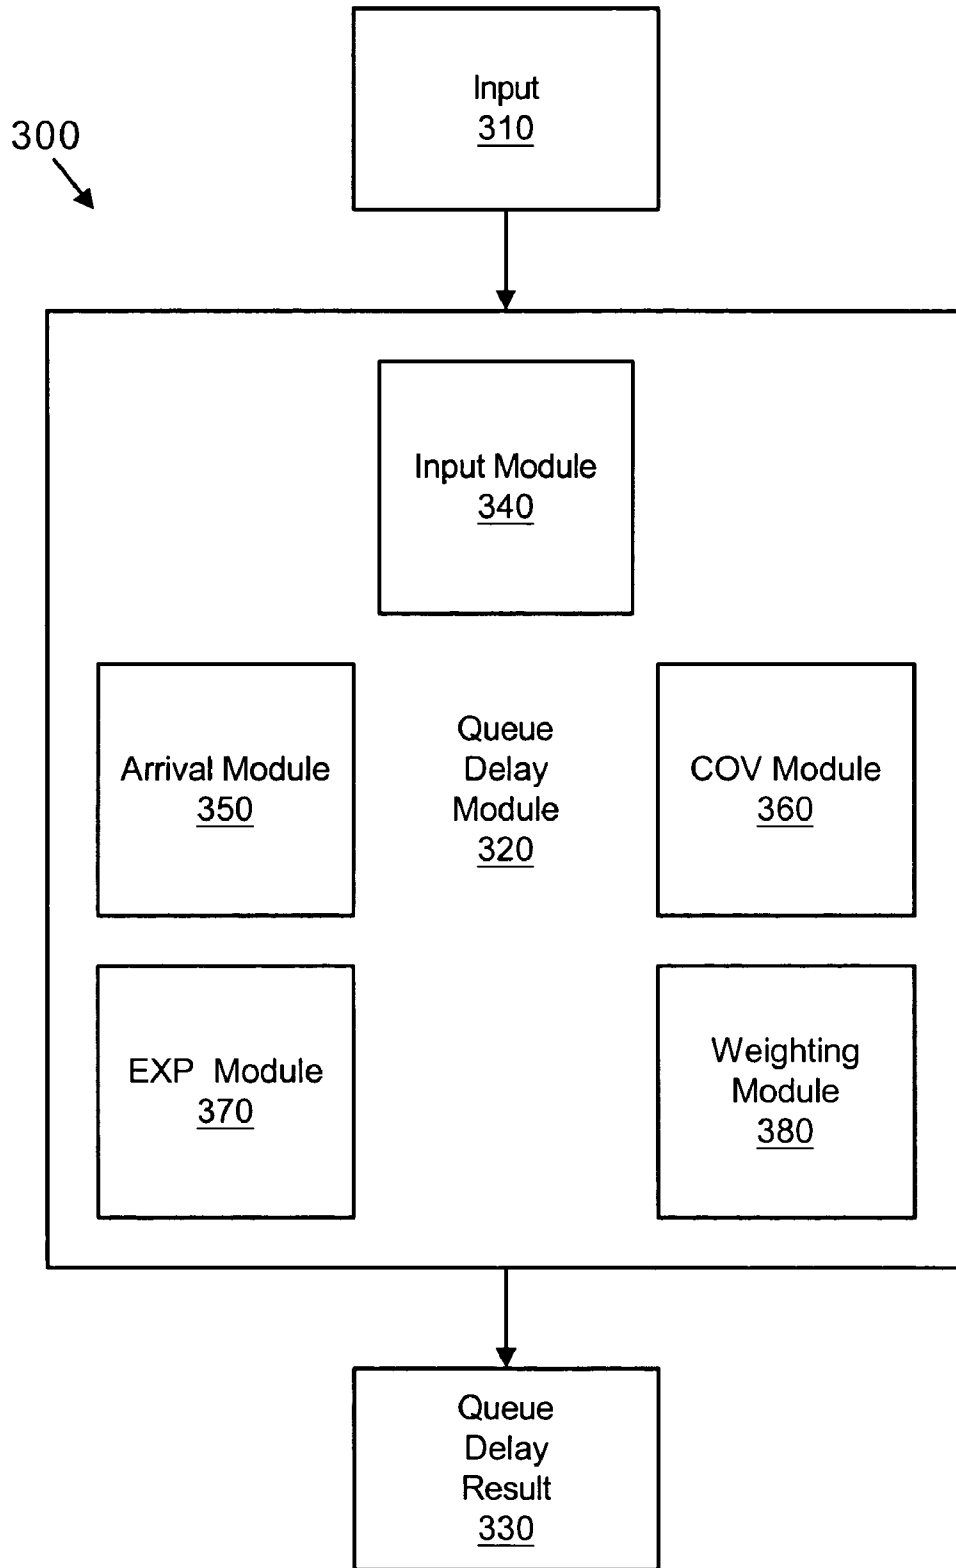 Input
310
300
Input Module
340
Arrival Module
350
Queue
Delay
Module
320
COV Module
360
EXP Module
370
Weighting
Module
380
Queue
Delay
Result
330